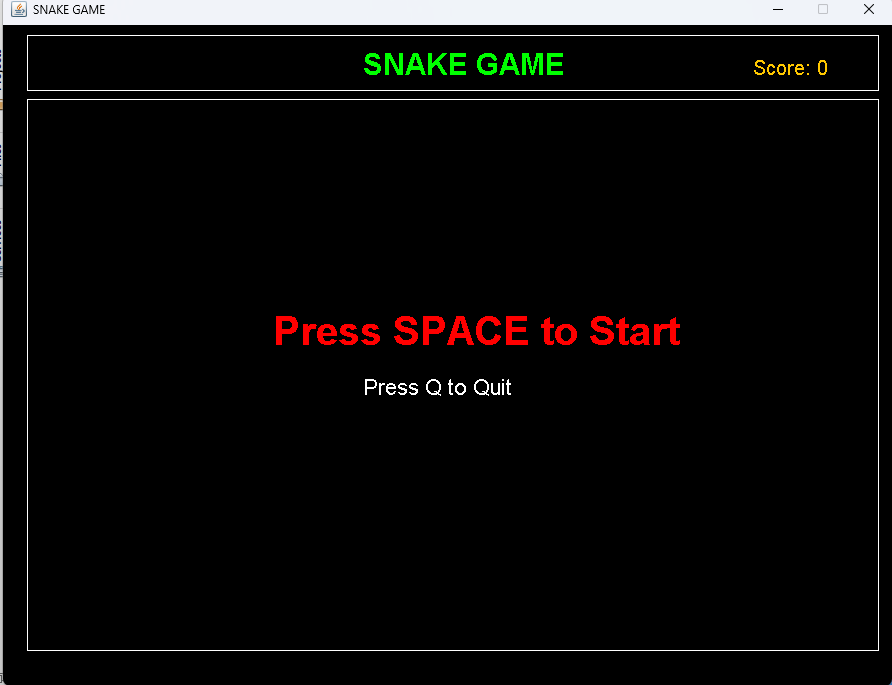 SNAKE GAME
SNAKE GAME
Score: 0
Press SPACE to Start
Press Q to Quit